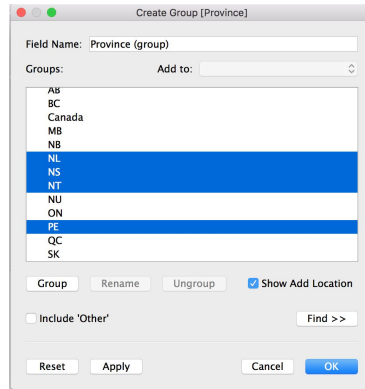 Create Group [Province]
Field Name: Province (group)
Groups: Add to:
AB
BC
Canada
MB
NB
NL
NS
NT
NU
ON
PE
QC
SK
Group Rename Ungroup Show Add Location
Include 'Other' Find >>
Reset Apply Cancel OK